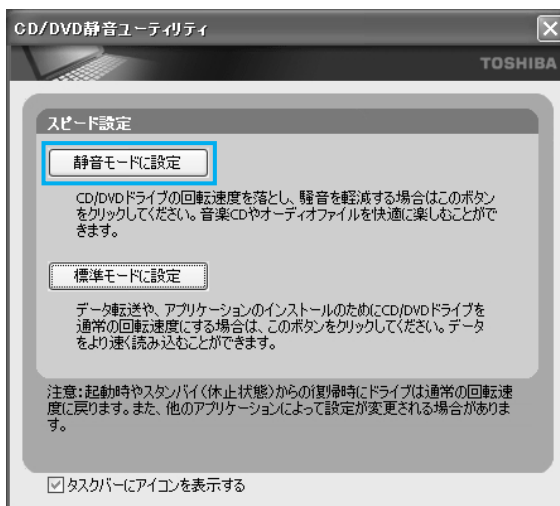 CD/DVD静音ユーティリティ
TOSHIBA
スピード設定
静音モードに設定
CD/DVDドライブの回転速度を落とし、騒音を軽減する場合はこのボタン
をクリックしてください。音楽CDやオーディオファイルを快適に楽しむことがで
きます。
標準モードに設定
データ転送や、アプリケーションのインストールのためにCD/DVDドライブを
通常の回転速度にする場合は、このボタンをクリックしてください。データ
をより速く読み込むことができます。
注意:起動時やスタンバイ(休止状態)からの復帰時にドライブは通常の回転速
度に戻ります。また、他のアプリケーションによって設定が変更される場合がありま
す。
タスクバーにアイコンを表示する